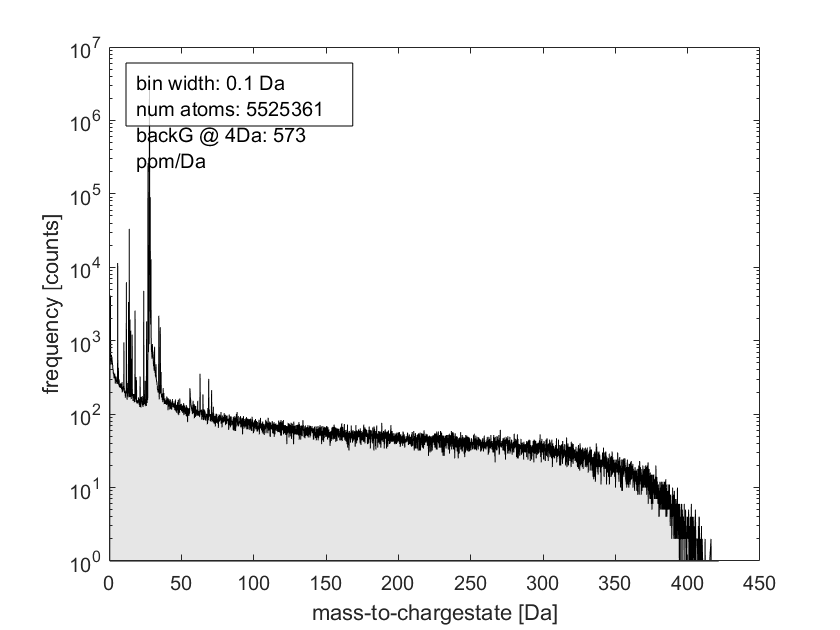 10^7
bin width: 0.1 Da
num atoms: 5525361
10^6
backG @ 4Da: 573
ppm/Da
10^5
10^4
10^3
10^2
10^1
10^0
frequency [counts]
0 50 100 150 200 250 300 350 400 450
mass-to-chargestate [Da]